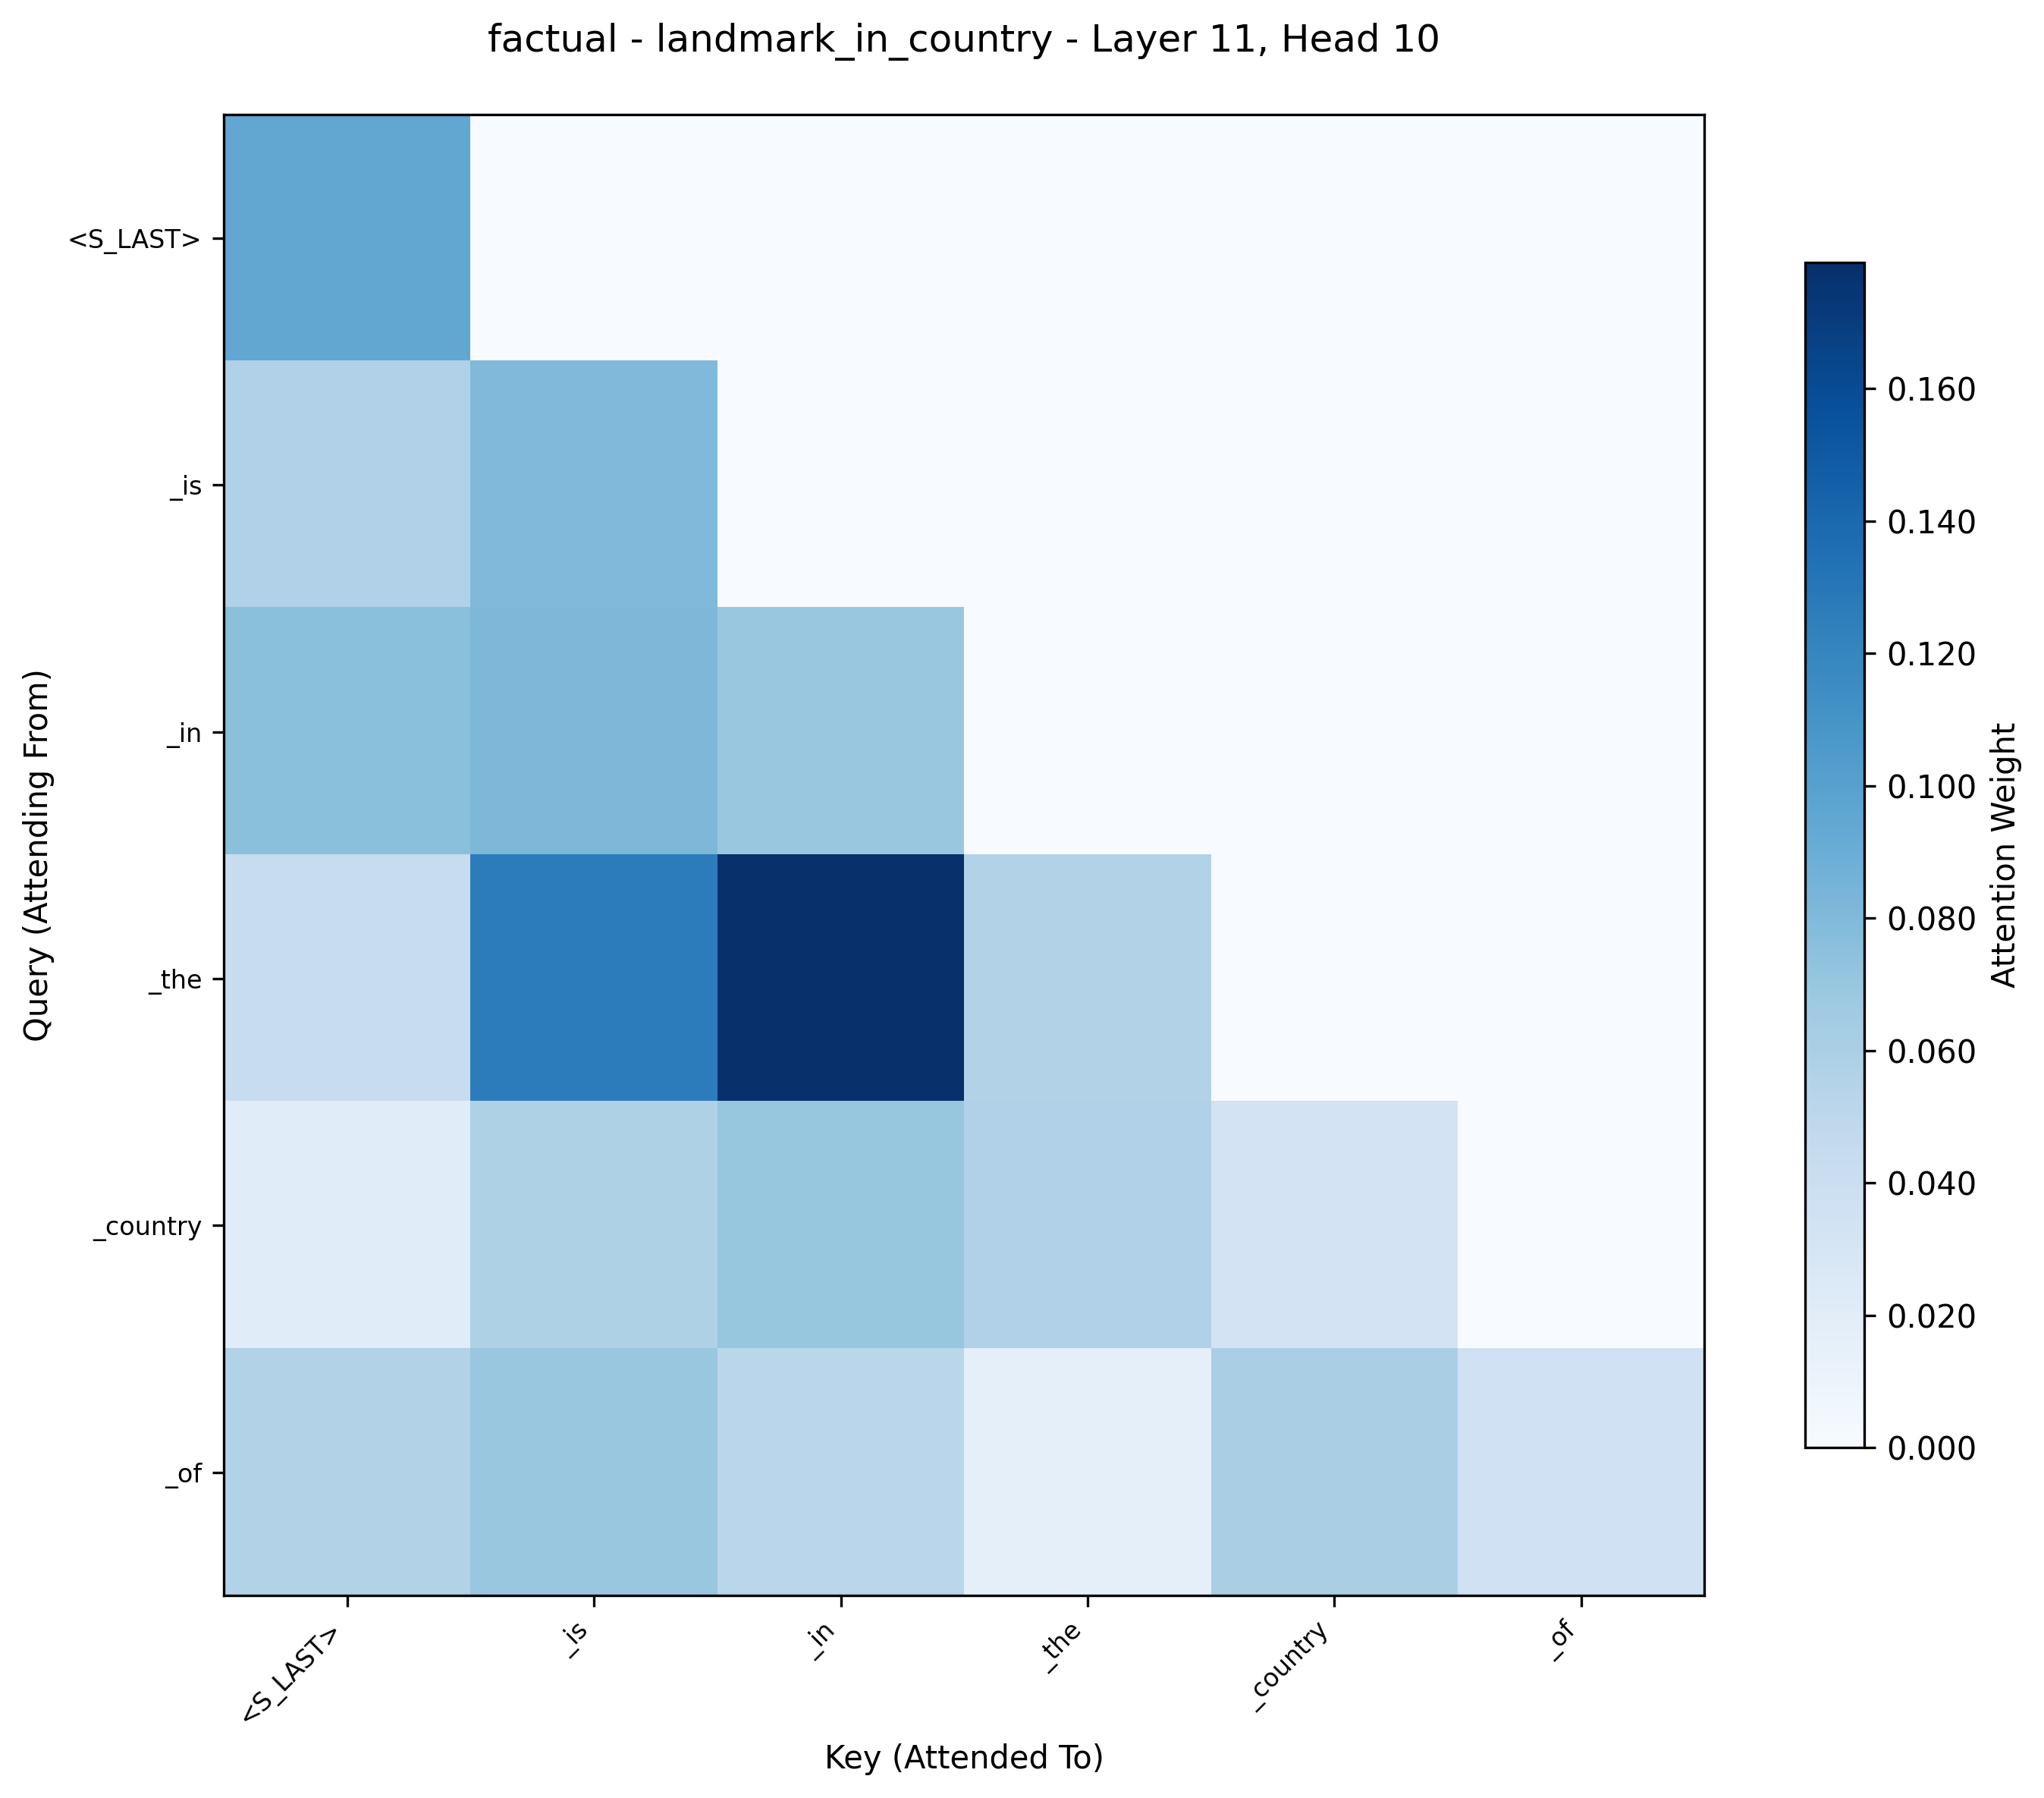 factual - landmark_in_country - Layer 11, Head 10
Query (Attending From)
<S_LAST>
_is
_in
_the
_country
_of
<S_LAST>
_is
_in
_the
_country
_of
Key (Attended To)
0.160
0.140
0.120
0.100
0.080
0.060
0.040
0.020
0.000
Attention Weight